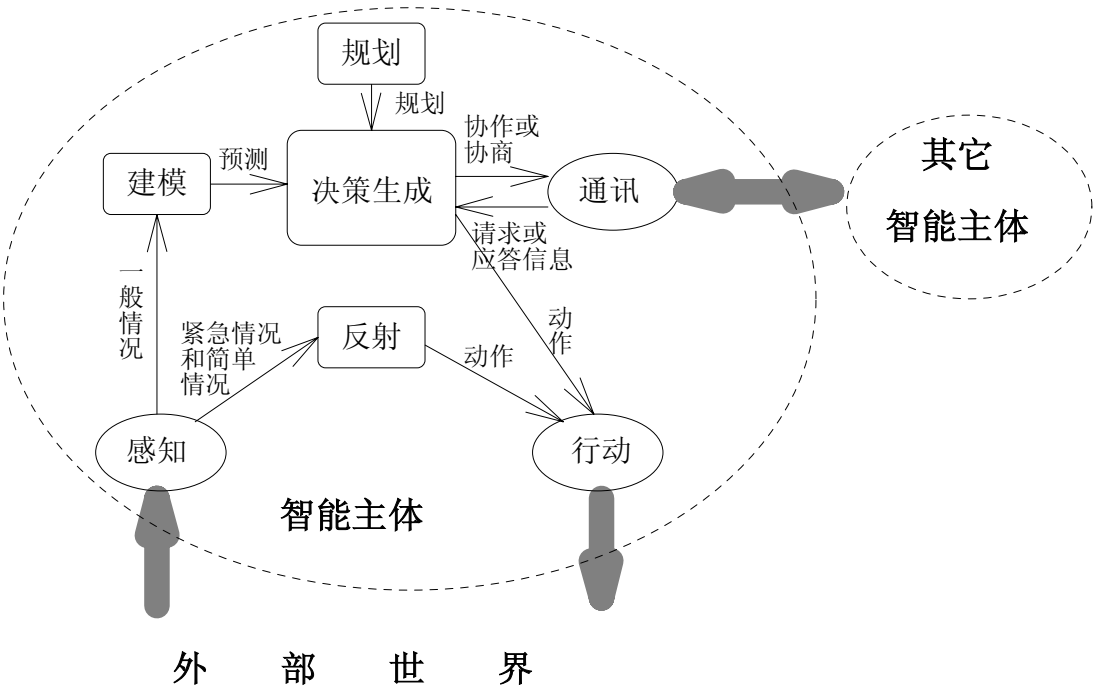 规划
规划
协作或
协商
预测
建模
决策生成
通讯
其它
智能主体
请求或
应答信息
一般情况
紧急情况
和简单
情况
反射
动作
动作
感知
行动
智能主体
外部世界